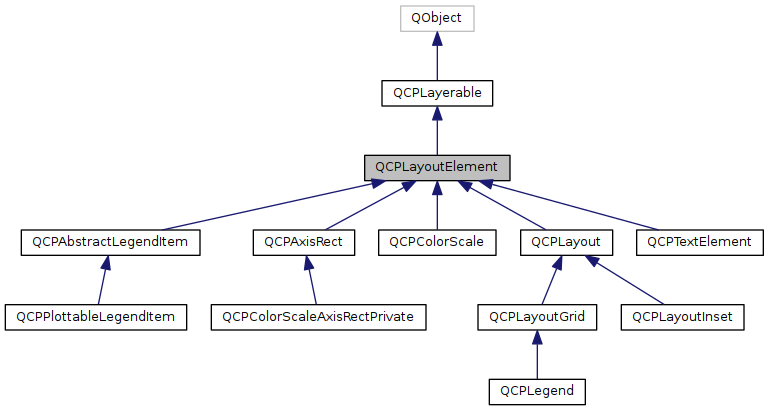 QObject
QCPLayerable
QCPLayoutElement
QCPAbstractLegendItem
QCPAxisRect
QCPColorScale
QCPLayout
QCPTextElement
QCPPlottableLegendItem
QCPColorScaleAxisRectPrivate
QCPLayoutGrid
QCPLayoutInset
QCPLegend